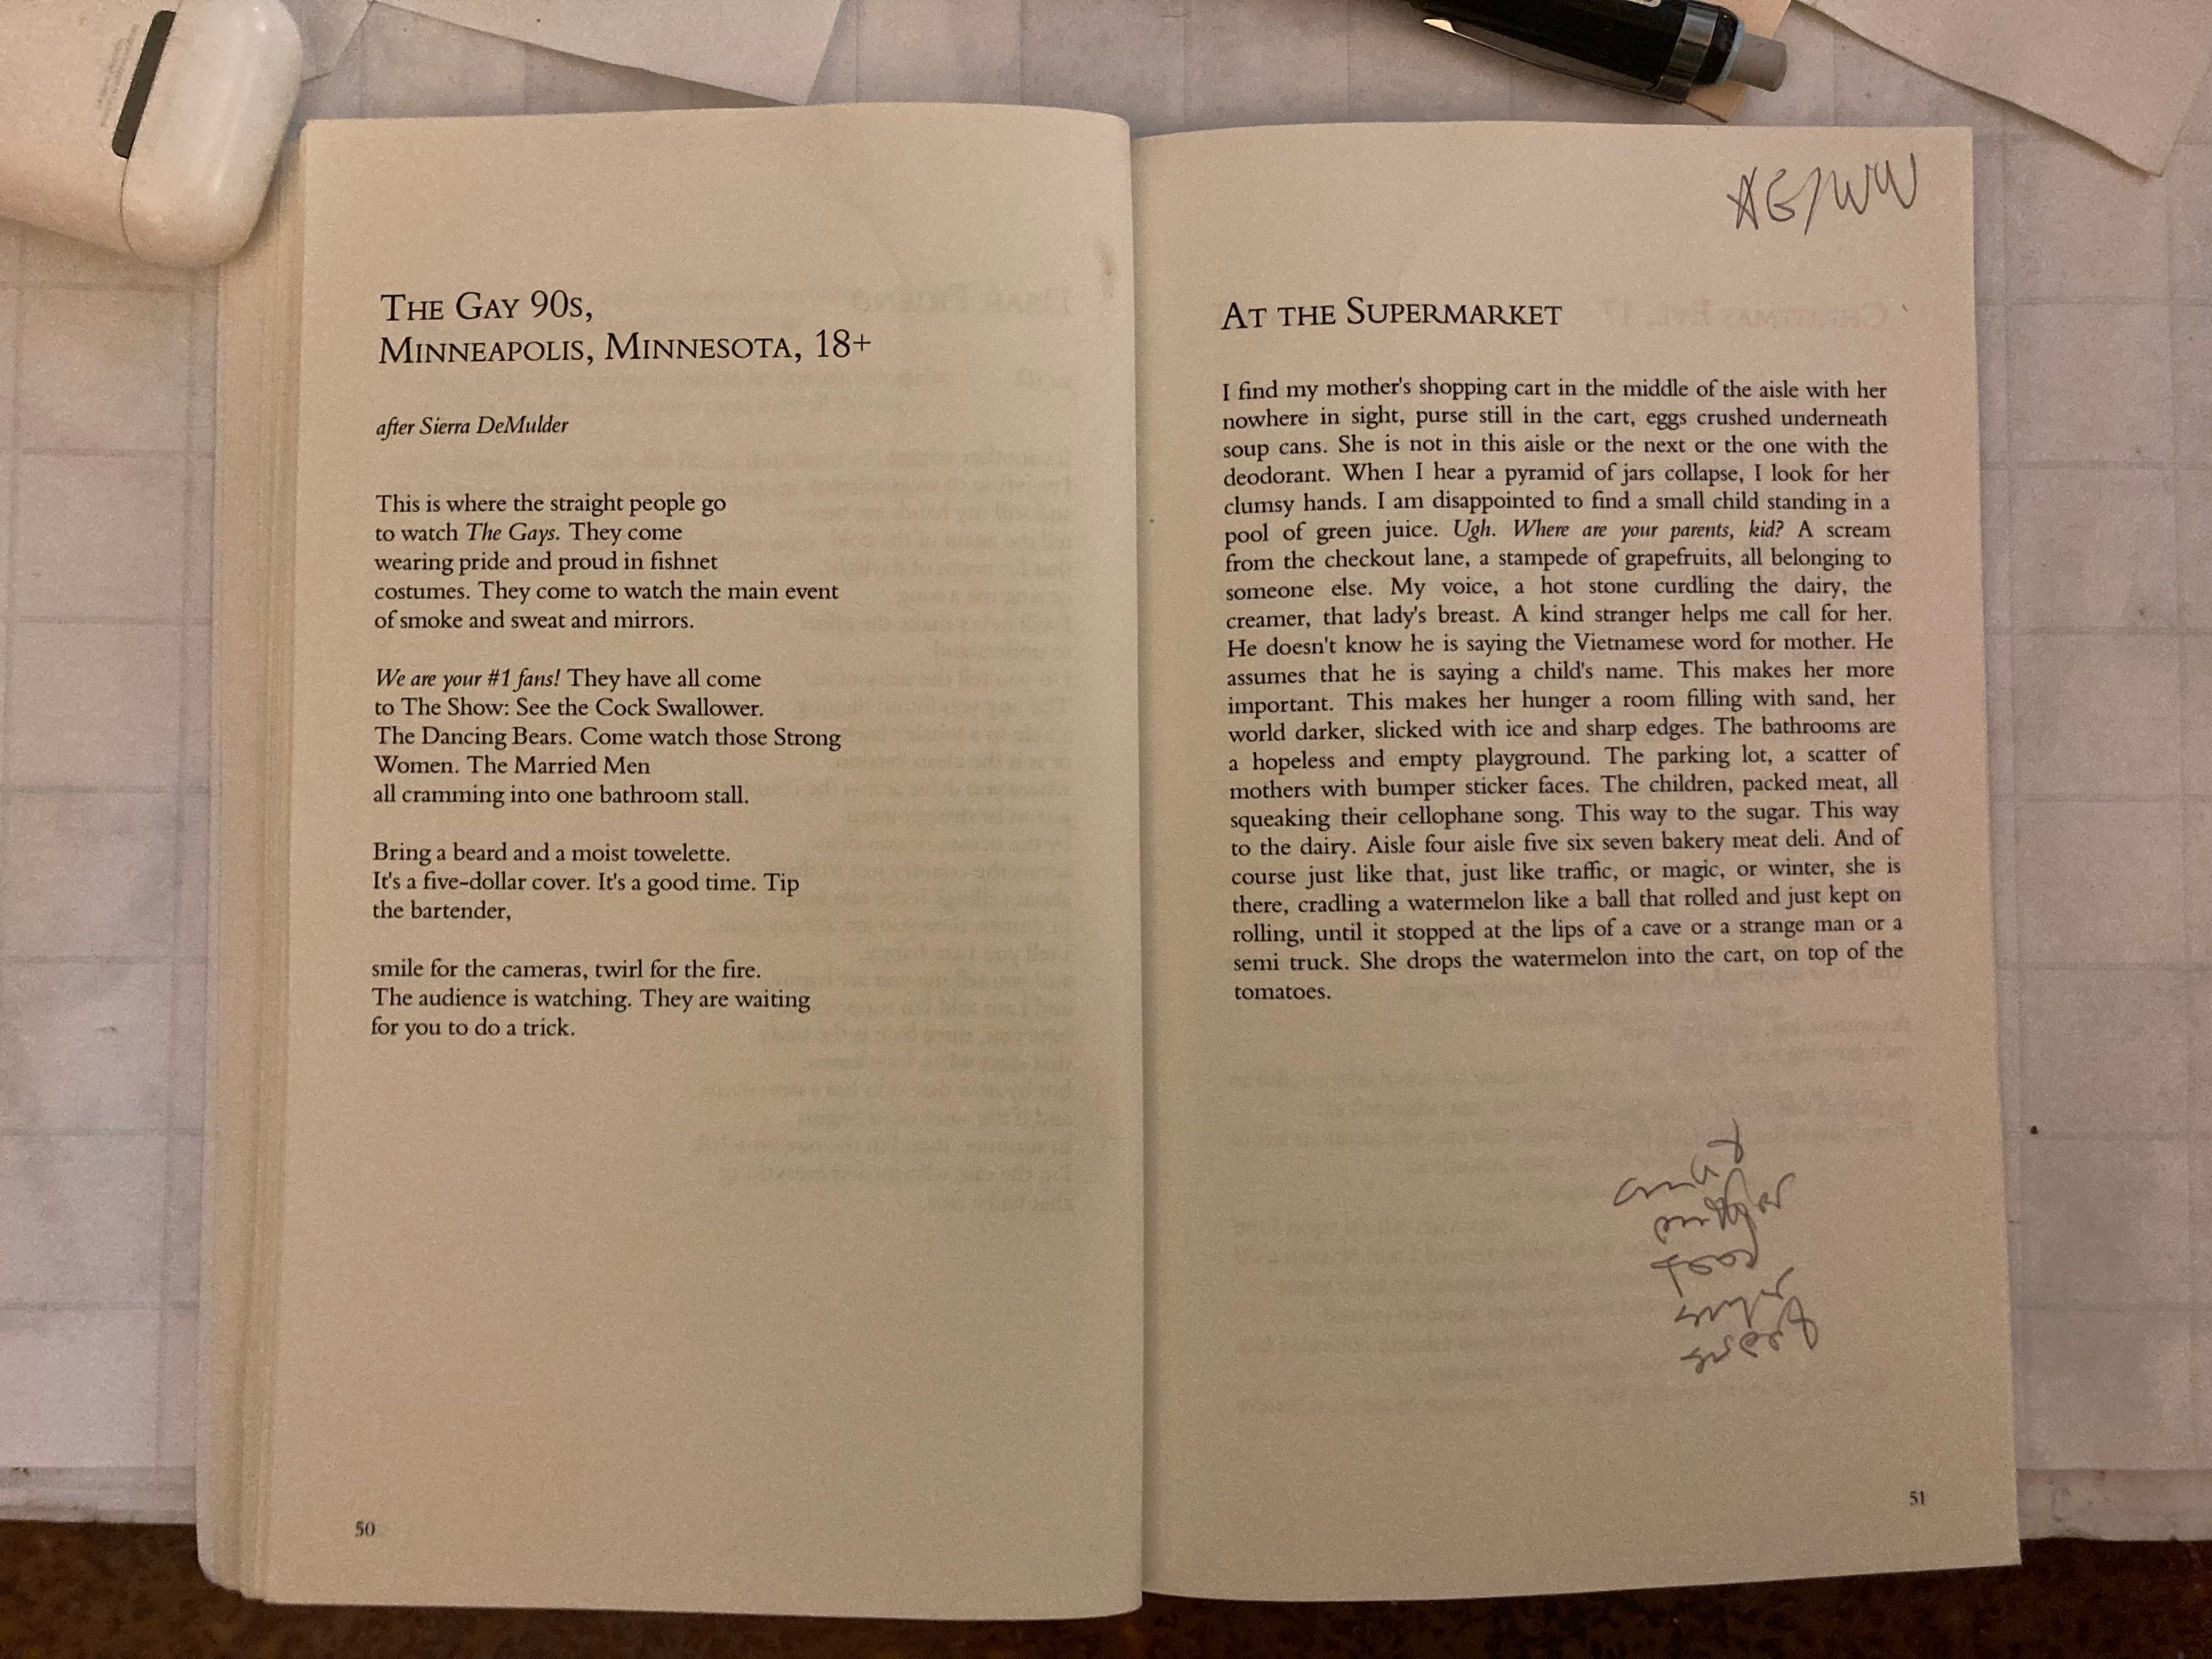 THE GAY 90S,
MINNEAPOLIS, MINNESOTA, 18+
after Sierra DeMulder
This is where the straight people go
to watch The Gays. They come
wearing pride and proud in fishnet
costumes. They come to watch the main event
of smoke and sweat and mirrors.
We are your #1 fans! They have all come
to The Show: See the Cock Swallower.
The Dancing Bears. Come watch those Strong
Women. The Married Men
all cramming into one bathroom stall.
Bring a beard and a moist towelette.
It's a five-dollar cover. It's a good time. Tip
the bartender,
smile for the cameras, twirl for the fire.
The audience is watching. They are waiting
for you to do a trick.
50
AE/WW
AT THE SUPERMARKET
I find my mother's shopping cart in the middle of the aisle with her
nowhere in sight, purse still in the cart, eggs crushed underneath
soup cans. She is not in this aisle or the next or the one with the
deodorant. When I hear a pyramid of jars collapse, I look for her
clumsy hands. I am disappointed to find a small child standing in a
pool of green juice. Ugh. Where are your parents, kid? A scream
from the checkout lane, a stampede of grapefruits, all belonging to
someone else. My voice, a hot stone curdling the dairy, the
creamer, that lady's breast. A kind stranger helps me call for her.
He doesn't know he is saying the Vietnamese word for mother. He
assumes that he is saying a child's name. This makes her more
important. This makes her hunger a room filling with sand, her
world darker, slicked with ice and sharp edges. The bathrooms are
a hopeless and empty playground. The parking lot, a scatter of
mothers with bumper sticker faces. The children, packed meat, all
squeaking their cellophane song. This way to the sugar. This way
to the dairy. Aisle four aisle five six seven bakery meat deli. And of
course just like that, just like traffic, or magic, or winter, she is
there, cradling a watermelon like a ball that rolled and just kept on
rolling, until it stopped at the lips of a cave or a strange man or a
semi truck. She drops the watermelon into the cart, on top of the
tomatoes.
51